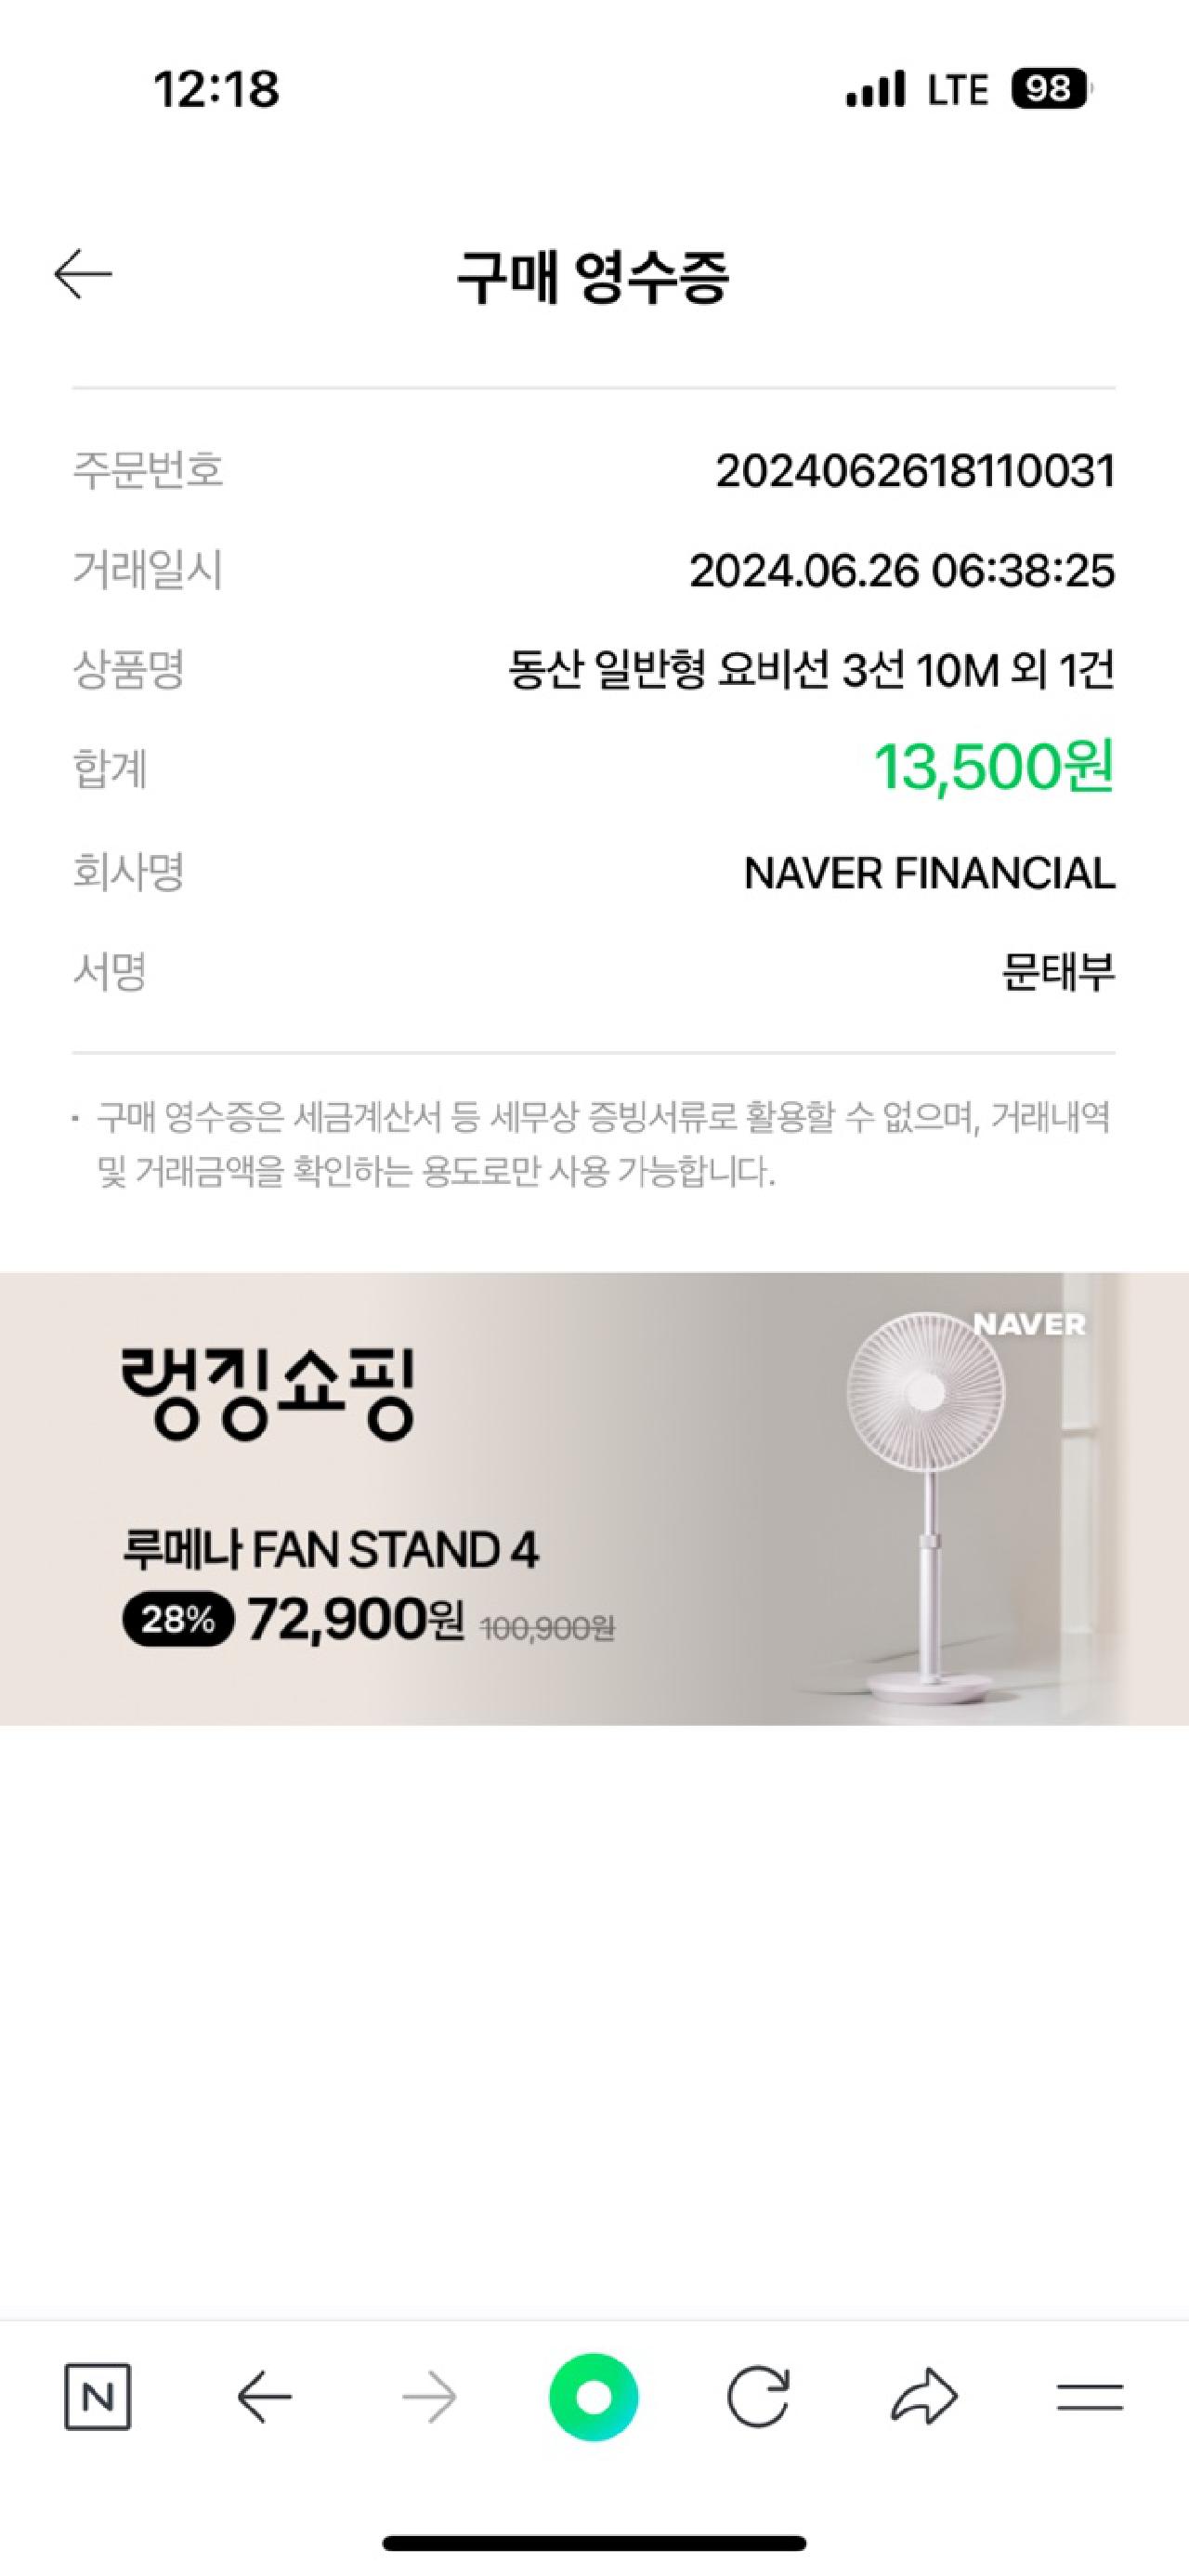 12:18 LTE 98
구매 영수증
주문번호 2024062618110031
거래일시 2024.06.26 06:38:25
상품명 동산 일반형 요비선 3선 10M 외 1건
합계 13,500원
회사명 NAVER FINANCIAL
서명 문태부
· 구매 영수증은 세금계산서 등 세무상 증빙서류로 활용할 수 없으며, 거래내역
및 거래금액을 확인하는 용도로만 사용 가능합니다.
NAVER
랭킹쇼핑
루메나 FAN STAND 4
28% 72,900원 100,900원
N